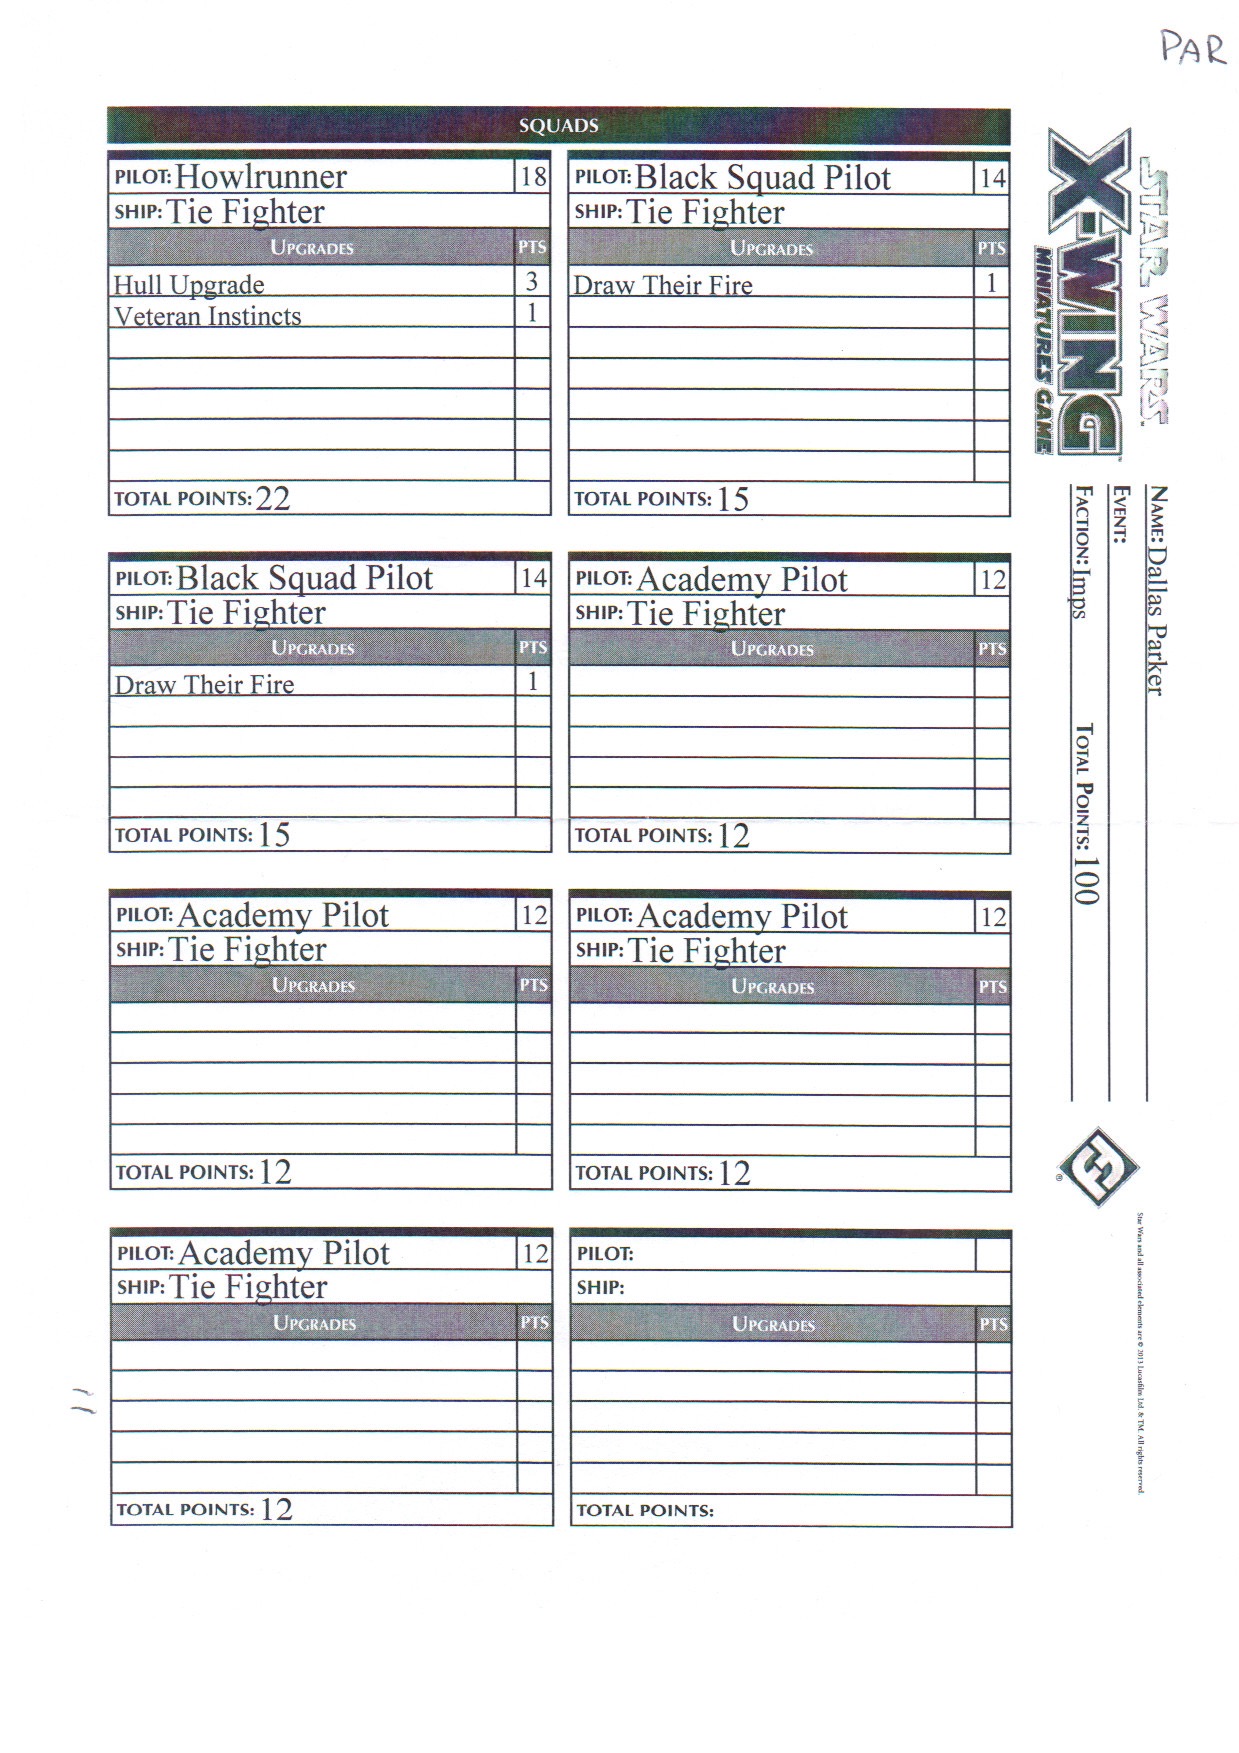 PAR
SQUADS
PILOT: Howlrunner 18
SHIP: Tie Fighter
UPGRADES PTS
Hull Upgrade 3
Veteran Instincts 1
TOTAL POINTS: 22
PILOT: Black Squad Pilot 14
SHIP: Tie Fighter
UPGRADES PTS
Draw Their Fire 1
TOTAL POINTS: 15
PILOT: Black Squad Pilot 14
SHIP: Tie Fighter
UPGRADES PTS
Draw Their Fire 1
TOTAL POINTS: 15
PILOT: Academy Pilot 12
SHIP: Tie Fighter
UPGRADES PTS
TOTAL POINTS: 12
PILOT: Academy Pilot 12
SHIP: Tie Fighter
UPGRADES PTS
TOTAL POINTS: 12
PILOT: Academy Pilot 12
SHIP: Tie Fighter
UPGRADES PTS
TOTAL POINTS: 12
PILOT: Academy Pilot 12
SHIP: Tie Fighter
UPGRADES PTS
TOTAL POINTS: 12
PILOT:
SHIP:
UPGRADES PTS
TOTAL POINTS:
11
STAR WARS™
X-WING™
MINIATURES GAME
NAME: Dallas Parker
EVENT:
FACTION: Imps TOTAL POINTS: 100
®
Star Wars and all associated elements are © 2013 Lucasfilm Ltd. & TM. All rights reserved.